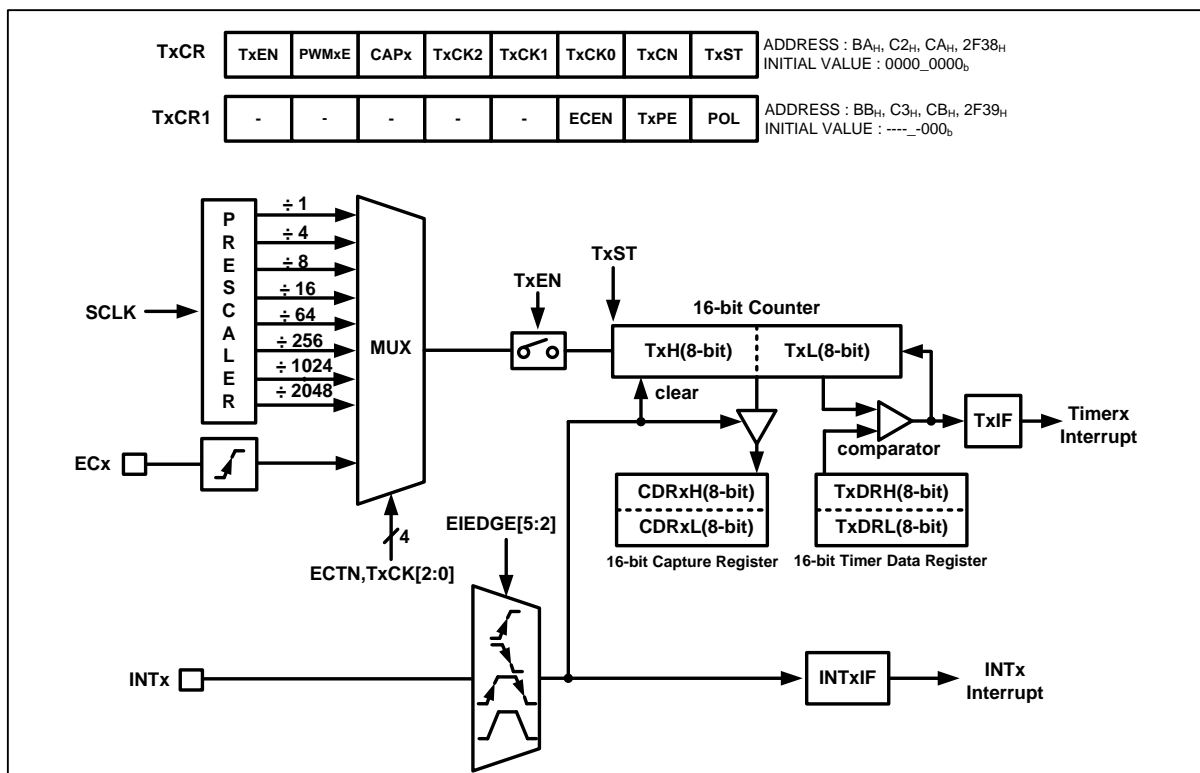 TxCR TxEN PWMxE CAPx TxCK2 TxCK1 TxCK0 TxCN TxST ADDRESS : BAH, C2H, CAH, 2F38H
INITIAL VALUE : 0000_0000b
TxCR1 - - - - - ECEN TxPE POL ADDRESS : BBH, C3H, CBH, 2F39H
INITIAL VALUE : ----_-000b
PRESCALER
÷ 1
÷ 4
÷ 8
÷ 16
÷ 64
÷ 256
÷ 1024
÷ 2048
SCLK
MUX
TxEN
TxST
16-bit Counter
TxH(8-bit) TxL(8-bit)
clear
comparator
TxIF
Timerx
Interrupt
ECx
CDRxH(8-bit)
CDRxL(8-bit)
16-bit Capture Register
TxDRH(8-bit)
TxDRL(8-bit)
16-bit Timer Data Register
4
ECTN,TxCK[2:0]
EIEDGE[5:2]
INTx
INTxIF
INTx
Interrupt